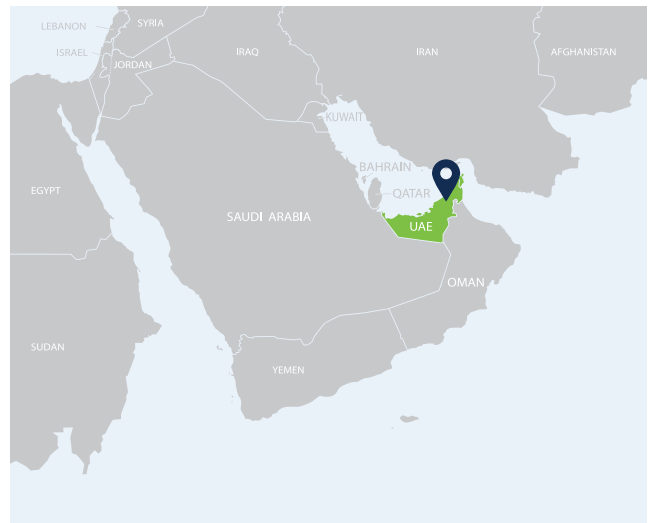 SYRIA
LEBANON
ISRAEL
JORDAN
IRAQ
IRAN
AFGHANISTAN
KUWAIT
BAHRAIN
QATAR
EGYPT
SAUDI ARABIA
UAE
OMAN
SUDAN
YEMEN